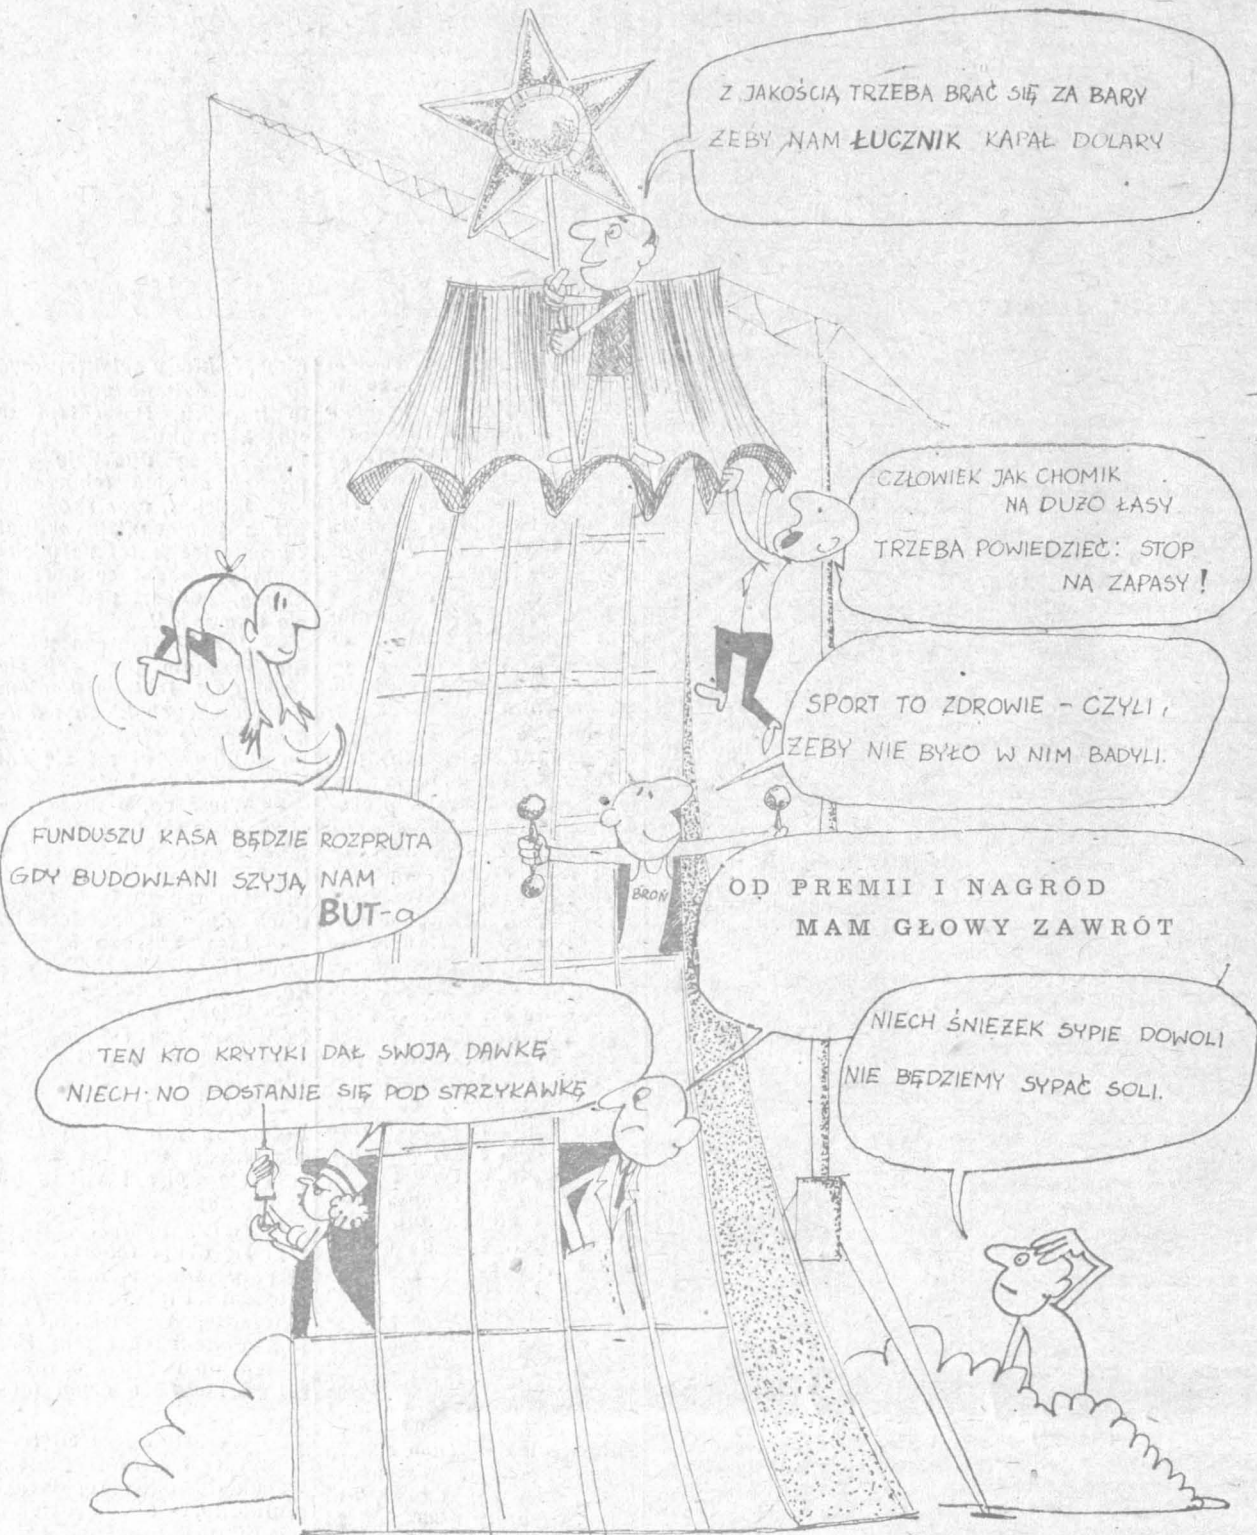 Z JAKOŚCIĄ TRZEBA BRAĆ SIĘ ZA BARY
ŻEBY NAM ŁUCZNIK KAPAŁ DOLARY
CZŁOWIEK JAK CHOMIK
NA DUŻO ŁASY
TRZEBA POWIEDZIEĆ: STOP
NA ZAPASY!
SPORT TO ZDROWIE - CZYLI,
ŻEBY NIE BYŁO W NIM BADYLI.
FUNDUSZU KASA BĘDZIE ROZPRUTA
GDY BUDOWLANI SZYJĄ NAM
BUT-a
BROŃ
OD PREMII I NAGRÓD
MAM GŁOWY ZAWRÓT
NIECH ŚNIEŻEK SYPIE DOWOLI
NIE BĘDZIEMY SYPAĆ SOLI.
TEN KTO KRYTYKI DAŁ SWOJĄ DAWKĘ
NIECH-NO DOSTANIE SIĘ POD STRZYKAWKĘ